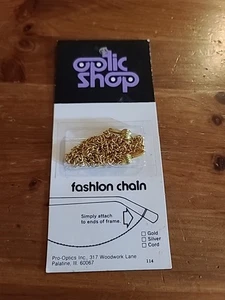 optic
shop
fashion chain
Simply attach
to ends of frame.
Gold
Silver
Cord
Pro-Optics Inc., 317 Woodwork Lane
Palatine, Ill 60067
114